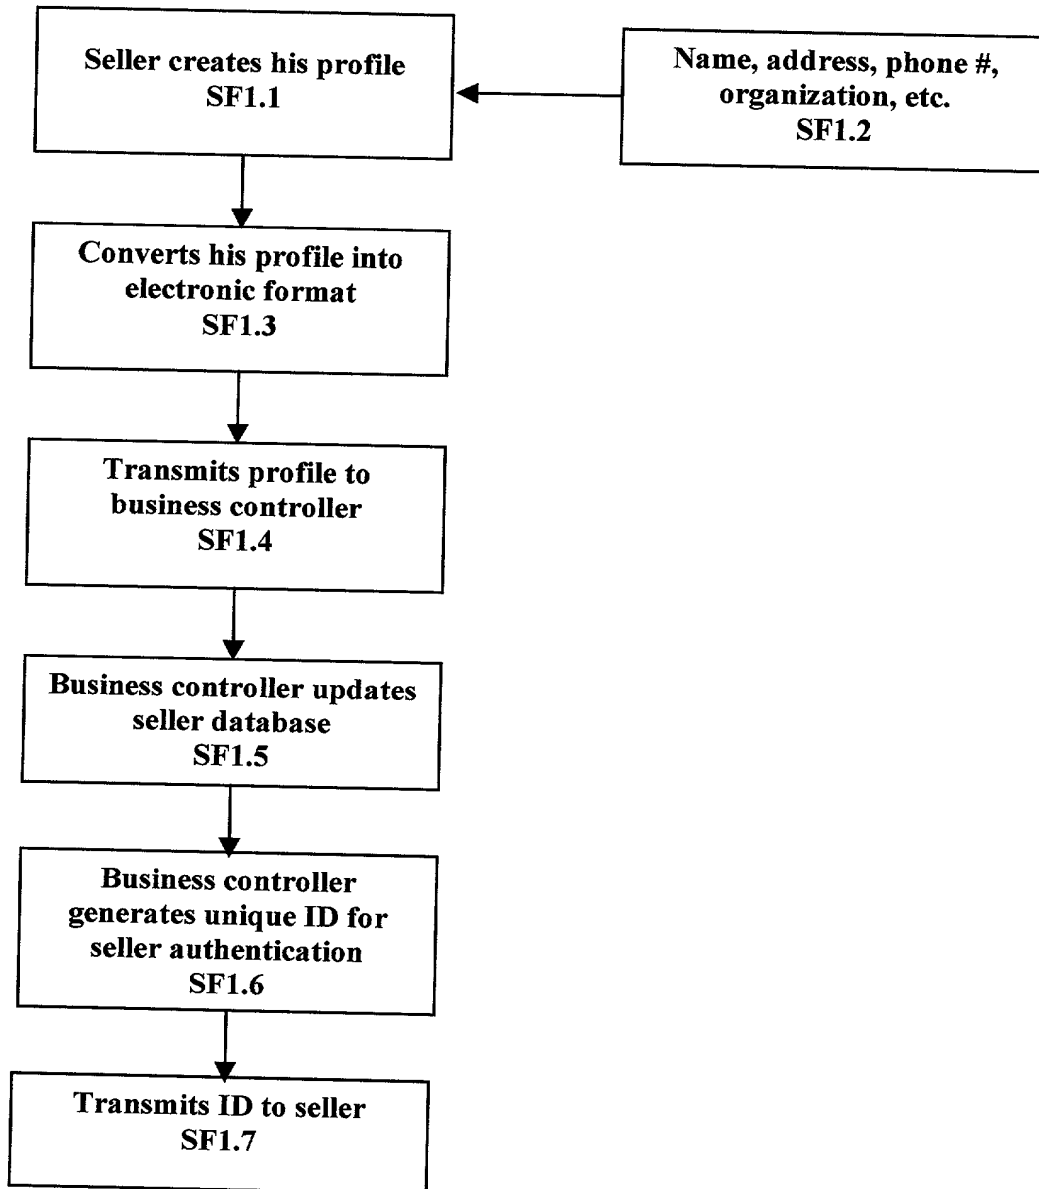 Seller creates his profile
SF1.1
Name, address, phone #,
organization, etc.
SF1.2
Converts his profile into
electronic format
SF1.3
Transmits profile to
business controller
SF1.4
Business controller updates
seller database
SF1.5
Business controller
generates unique ID for
seller authentication
SF1.6
Transmits ID to seller
SF1.7